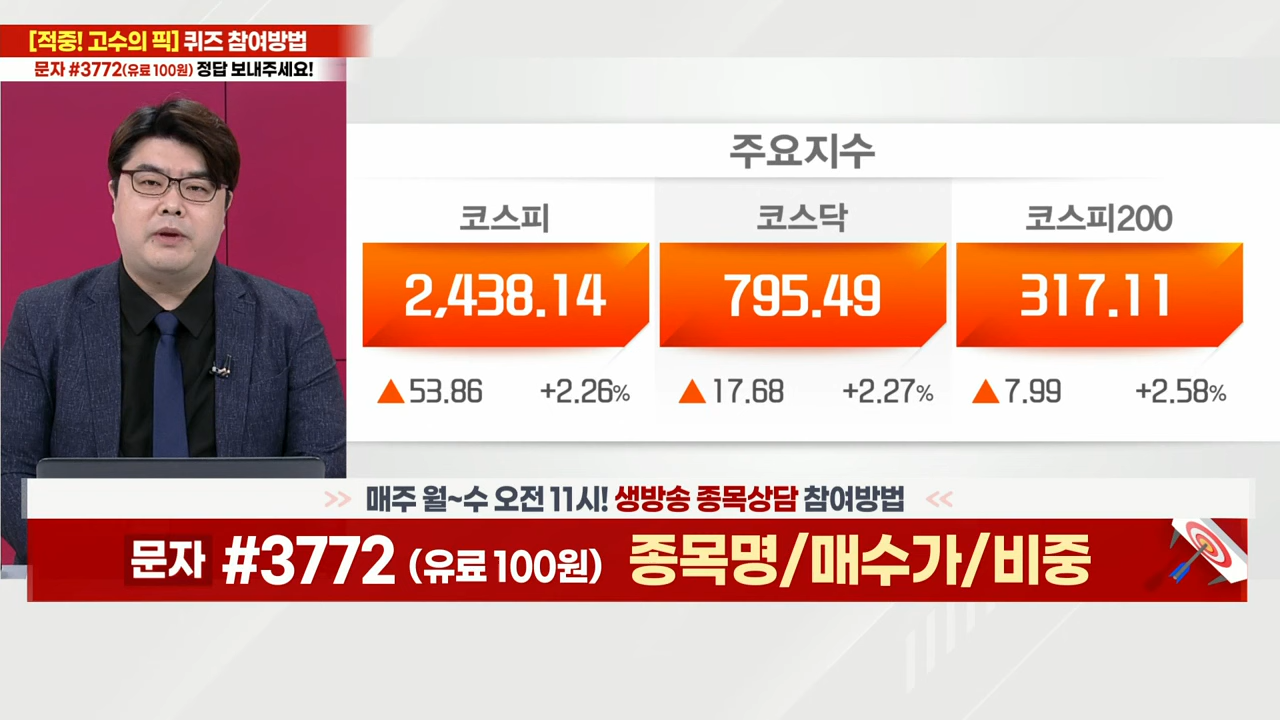 [적중! 고수의 픽] 퀴즈 참여방법
문자 #3772(유료 100원) 정답 보내주세요!
주요지수
코스피 코스닥 코스피200
2,438.14 795.49 317.11
▲53.86 +2.26% ▲17.68 +2.27% ▲7.99 +2.58%
>> 매주 월~수 오전 11시! 생방송 종목상담 참여방법 <<
문자 #3772 (유료 100원) 종목명/매수가/비중